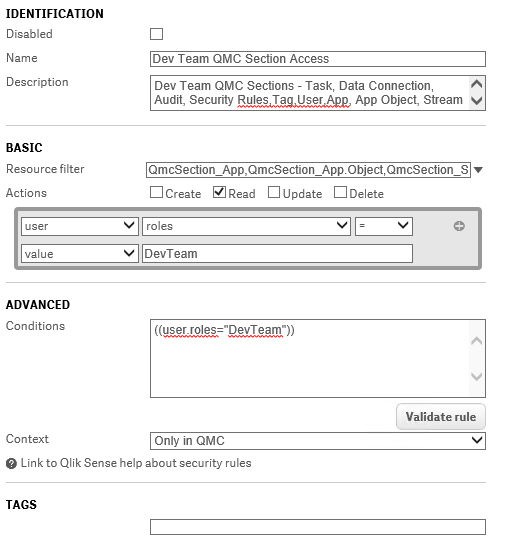 IDENTIFICATION
Disabled
Name Dev Team QMC Section Access
Description Dev Team QMC Sections - Task, Data Connection,
Audit, Security Rules,Tag,User,App, App Object, Stream
BASIC
Resource filter QmcSection_App,QmcSection_App.Object,QmcSection_S
Actions Create Read Update Delete
user roles =
value DevTeam
ADVANCED
Conditions ((user.roles="DevTeam"))
Validate rule
Context Only in QMC
? Link to Qlik Sense help about security rules
TAGS